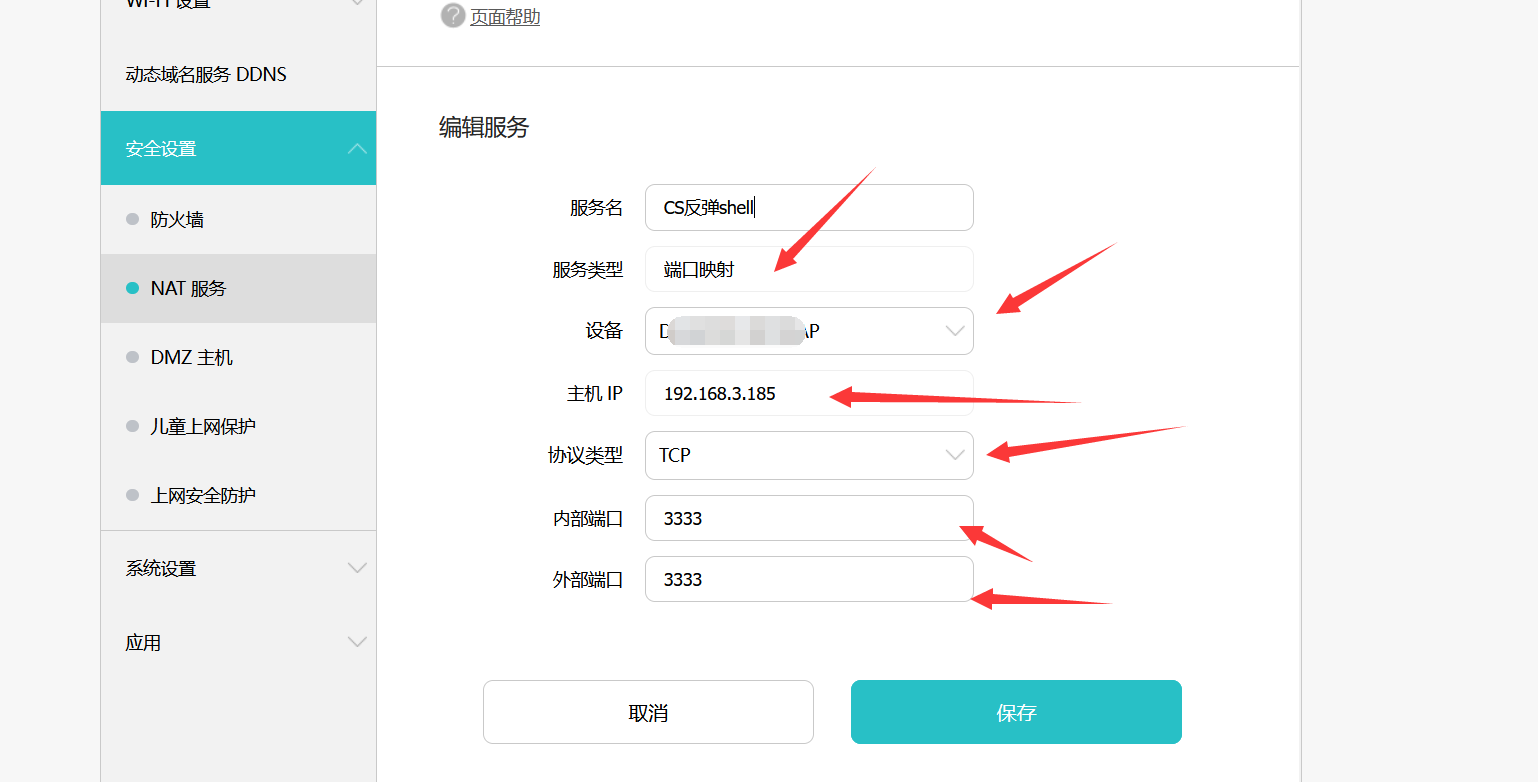 Wi-Fi 设置
动态域名服务 DDNS
安全设置
防火墙
NAT 服务
DMZ 主机
儿童上网保护
上网安全防护
系统设置
应用
? 页面帮助
编辑服务
服务名 CS反弹shell
服务类型 端口映射
设备 D AP
主机 IP 192.168.3.185
协议类型 TCP
内部端口 3333
外部端口 3333
取消 保存